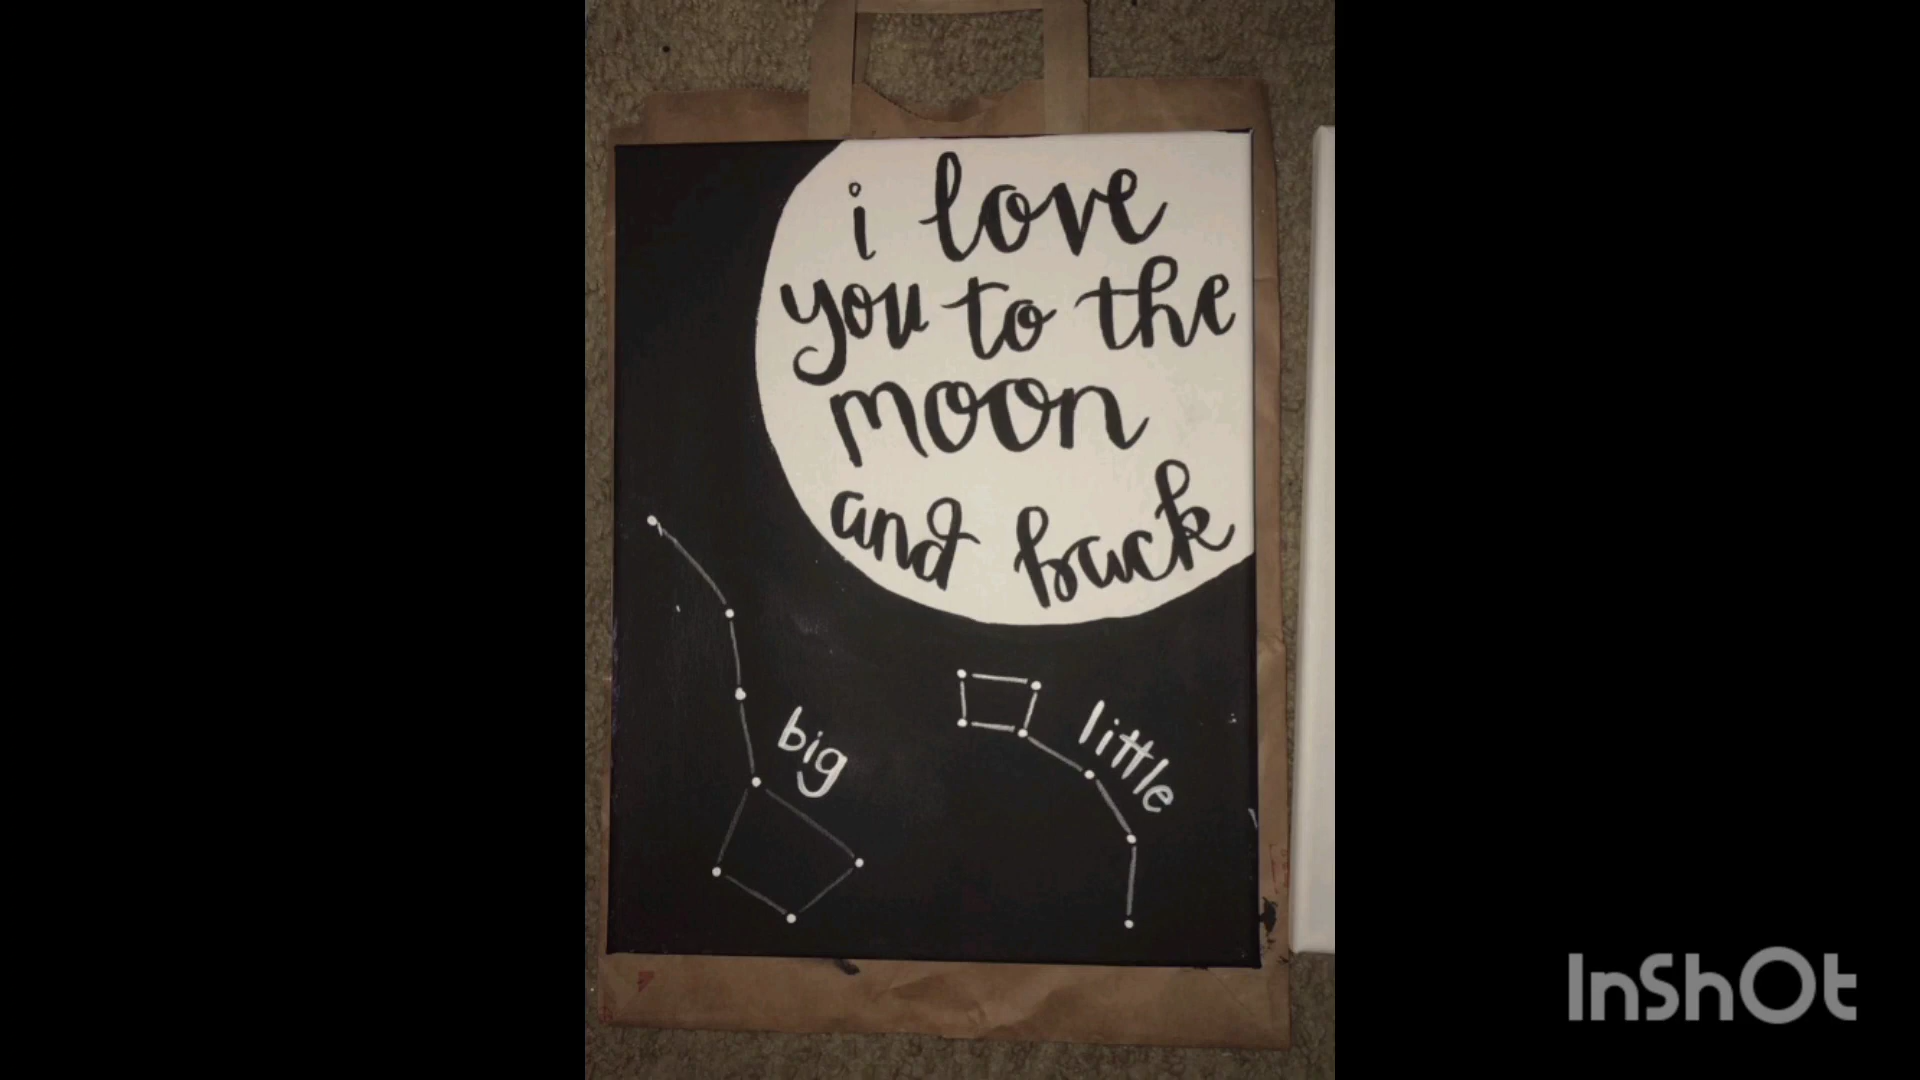 i love
you to the
moon
and back
big
little
InShOt